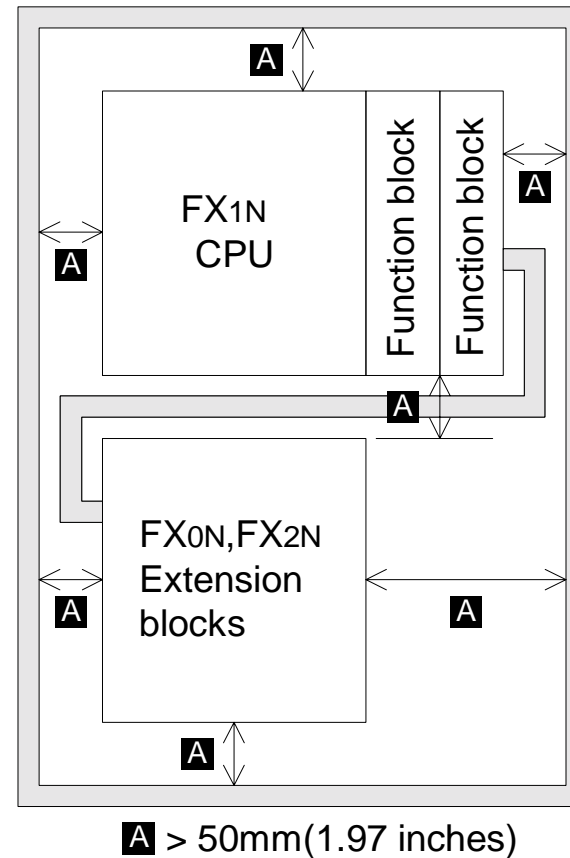 A
FX1N
CPU
Function block
Function block
A
A
A
FX0N,FX2N
Extension
blocks
A
A
A
A > 50mm(1.97 inches)